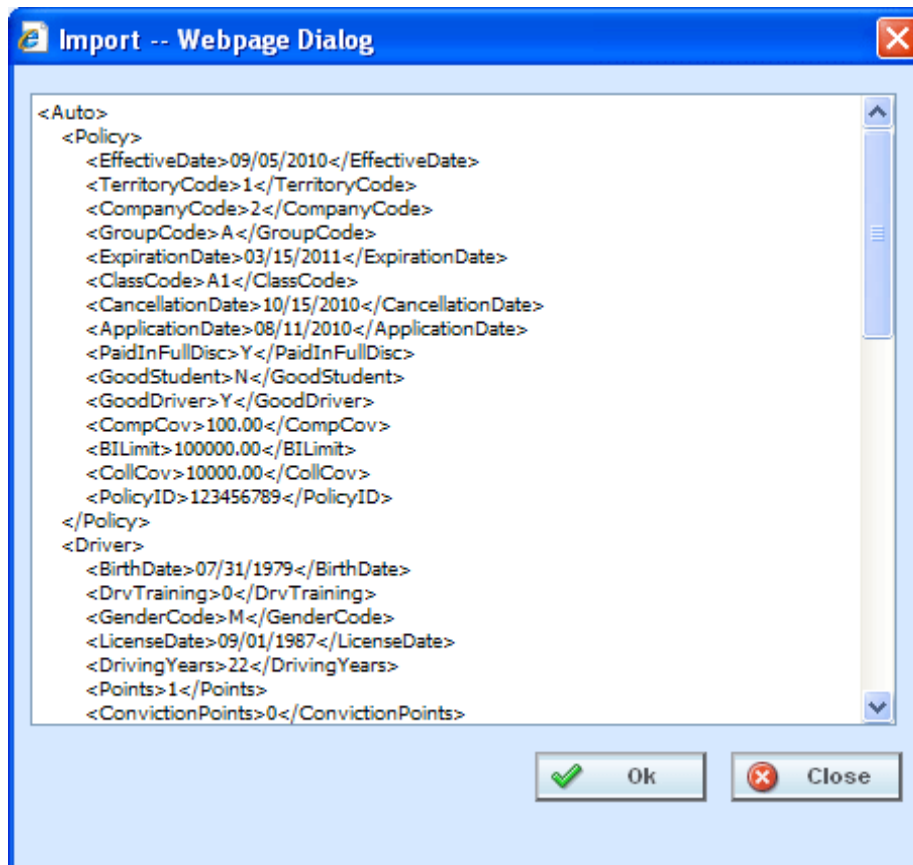 Import -- Webpage Dialog
<Auto>
<Policy>
<EffectiveDate>09/05/2010</EffectiveDate>
<TerritoryCode>1</TerritoryCode>
<CompanyCode>2</CompanyCode>
<GroupCode>A</GroupCode>
<ExpirationDate>03/15/2011</ExpirationDate>
<ClassCode>A1</ClassCode>
<CancellationDate>10/15/2010</CancellationDate>
<ApplicationDate>08/11/2010</ApplicationDate>
<PaidInFullDisc>Y</PaidInFullDisc>
<GoodStudent>N</GoodStudent>
<GoodDriver>Y</GoodDriver>
<CompCov>100.00</CompCov>
<BILimit>100000.00</BILimit>
<CollCov>10000.00</CollCov>
<PolicyID>123456789</PolicyID>
</Policy>
<Driver>
<BirthDate>07/31/1979</BirthDate>
<DrvTraining>0</DrvTraining>
<GenderCode>M</GenderCode>
<LicenseDate>09/01/1987</LicenseDate>
<DrivingYears>22</DrivingYears>
<Points>1</Points>
<ConvictionPoints>0</ConvictionPoints>
Ok Close